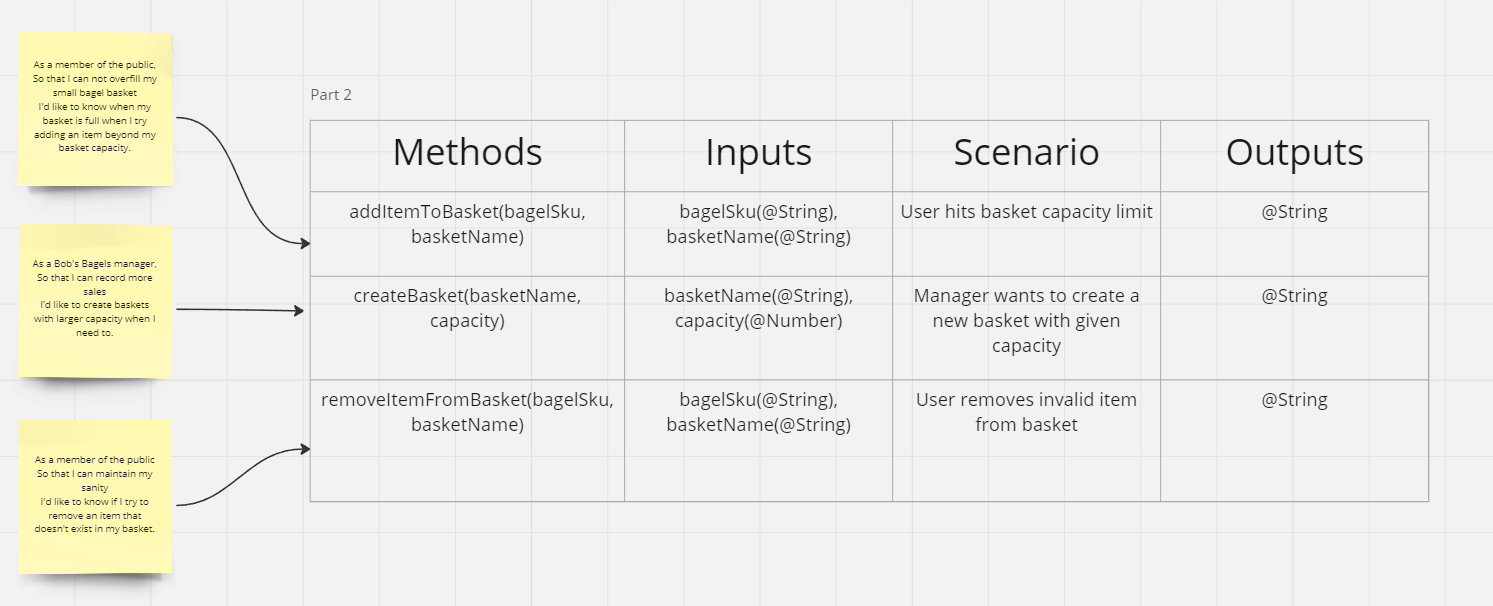 As a member of the public,
So that I can not overfill my
small bagel basket
I'd like to know when my
basket is full when I try
adding an item beyond my
basket capacity.
As a Bob's Bagels manager,
So that I can record more
sales
I'd like to create baskets
with larger capacity when I
need to.
As a member of the public
So that I can maintain my
sanity
I'd like to know if I try to
remove an item that
doesn't exist in my basket.
Part 2
Methods
Inputs
Scenario
Outputs
addItemToBasket(bagelSku,
basketName)
bagelSku(@String),
basketName(@String)
User hits basket capacity limit
@String
createBasket(basketName,
capacity)
basketName(@String),
capacity(@Number)
Manager wants to create a
new basket with given
capacity
@String
removeItemFromBasket(bagelSku,
basketName)
bagelSku(@String),
basketName(@String)
User removes invalid item
from basket
@String